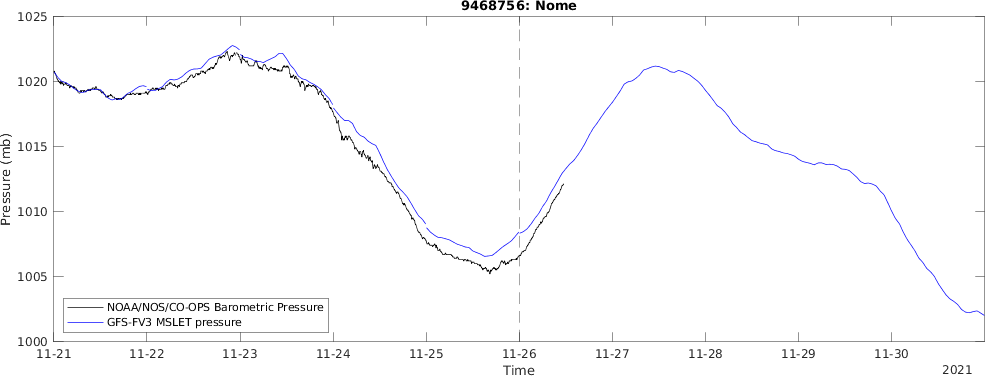 9468756: Nome
1025
1020
1015
1010
1005
1000
Pressure (mb)
NOAA/NOS/CO-OPS Barometric Pressure
GFS-FV3 MSLET pressure
11-21 11-22 11-23 11-24 11-25 11-26 11-27 11-28 11-29 11-30
Time
2021